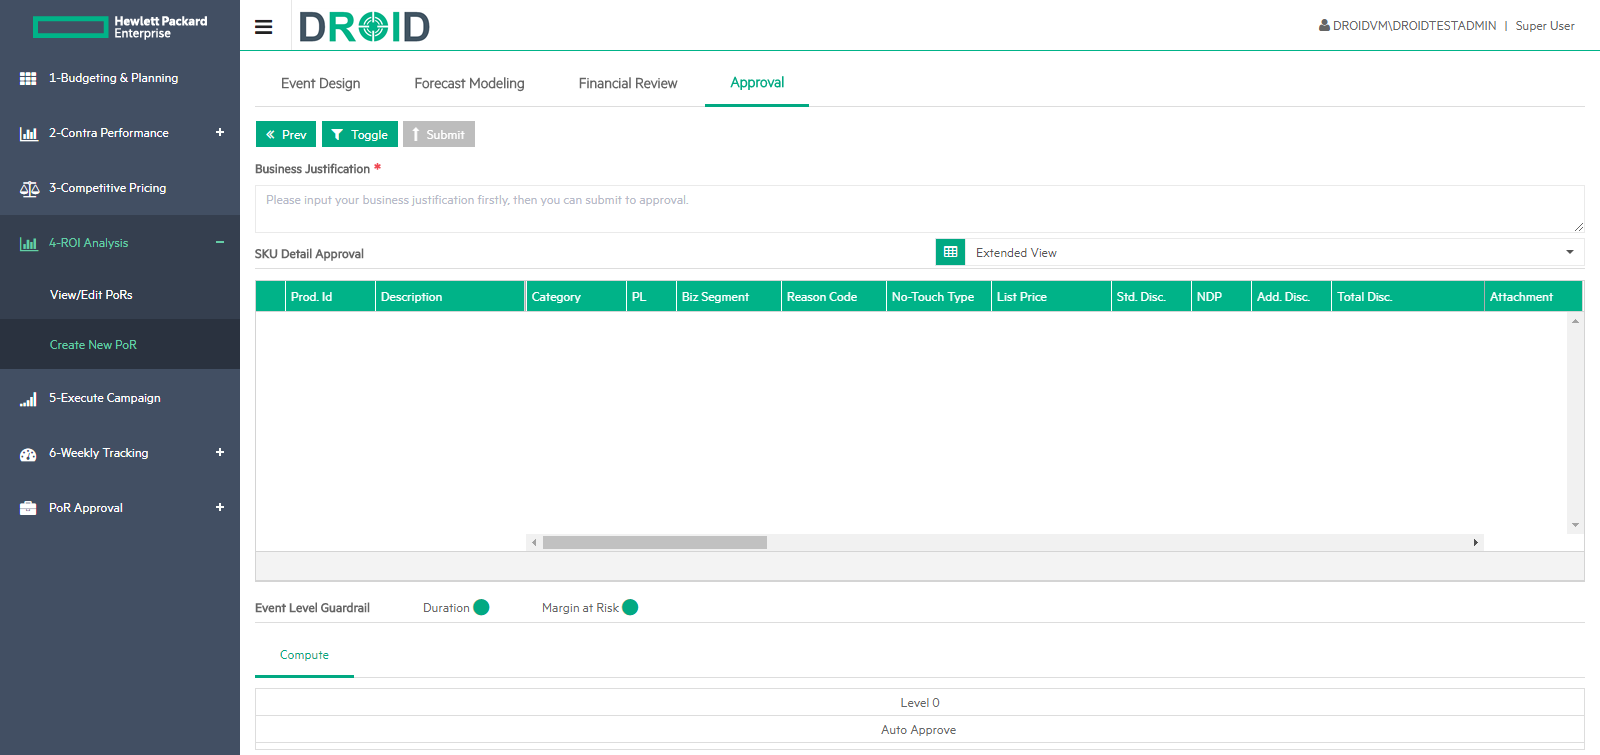 Hewlett Packard
Enterprise
DROID
DROIDVM\DROIDTESTADMIN | Super User
1-Budgeting & Planning
2-Contra Performance +
3-Competitive Pricing
4-ROI Analysis −
View/Edit PoRs
Create New PoR
5-Execute Campaign
6-Weekly Tracking +
PoR Approval +
Event Design Forecast Modeling Financial Review Approval
Prev Toggle Submit
Business Justification *
Please input your business justification firstly, then you can submit to approval.
SKU Detail Approval Extended View
Prod. Id Description Category PL Biz Segment Reason Code No-Touch Type List Price Std. Disc. NDP Add. Disc. Total Disc. Attachment
Event Level Guardrail Duration Margin at Risk
Compute
Level 0
Auto Approve